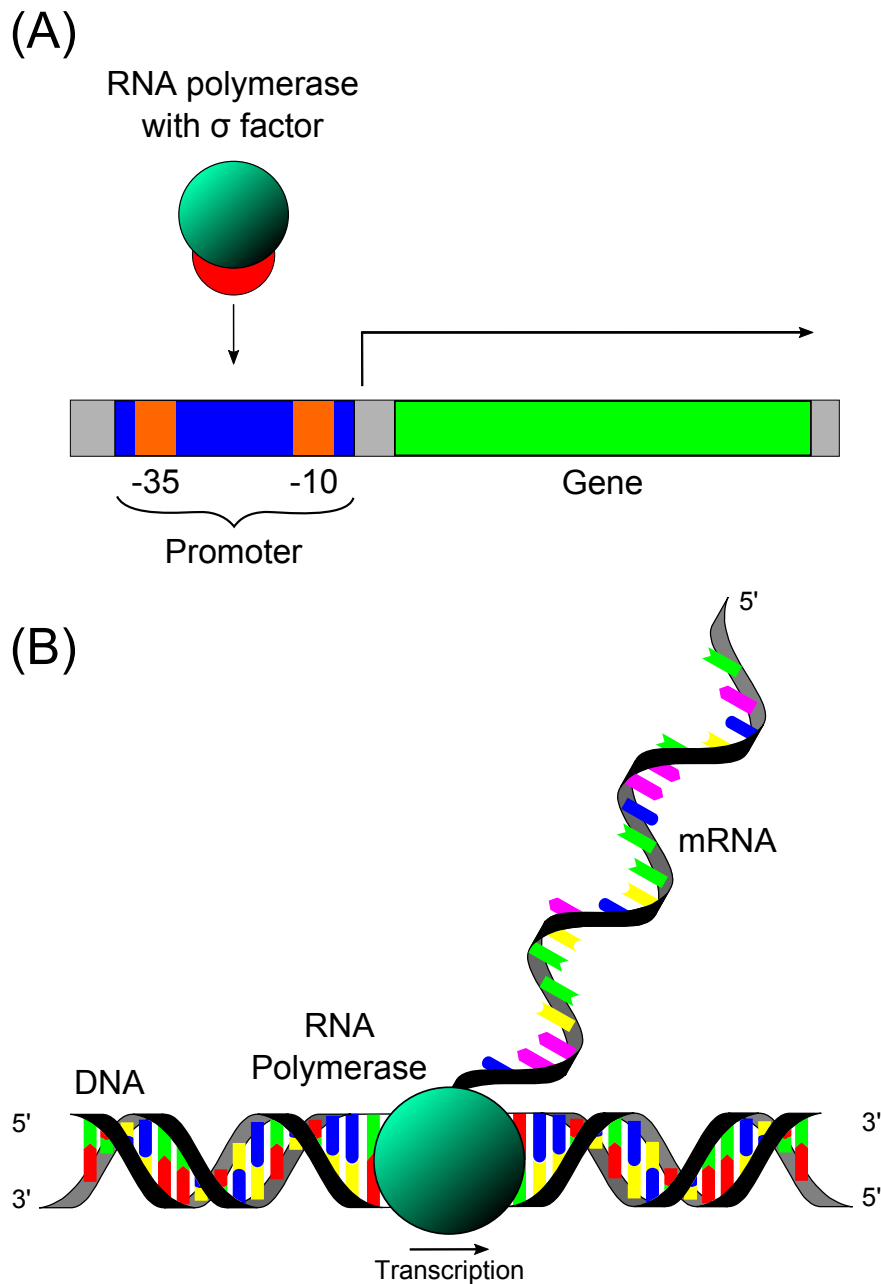 (A)
RNA polymerase
with σ factor
-35
-10
Gene
Promoter
(B)
5'
mRNA
RNA
Polymerase
DNA
5'
3'
3'
5'
Transcription